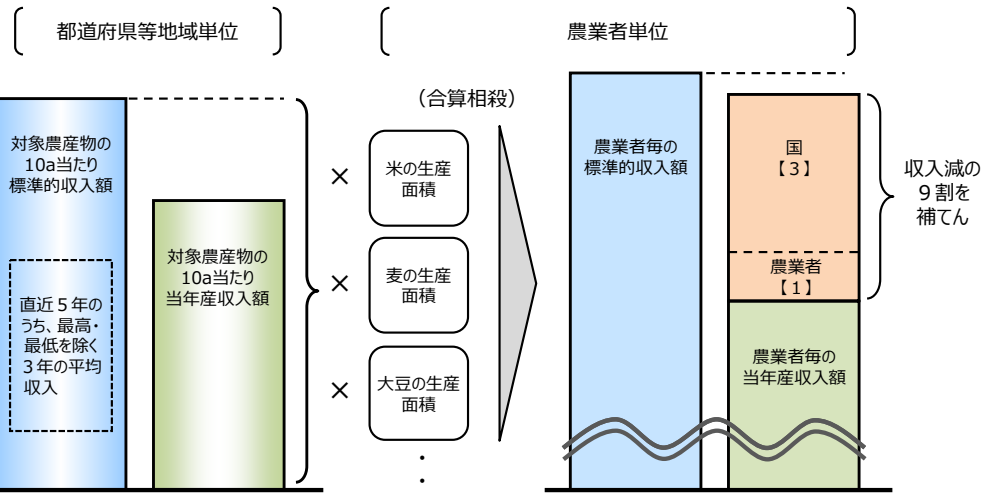 都道府県等地域単位
農業者単位
対象農産物の
10a当たり
標準的収入額
直近５年の
うち、最高・
最低を除く
３年の平均
収入
対象農産物の
10a当たり
当年産収入額
（合算相殺）
×
米の生産
面積
×
麦の生産
面積
×
大豆の生産
面積
・
・
農業者毎の
標準的収入額
国
【３】
農業者
【１】
農業者毎の
当年産収入額
収入減の
９割を
補てん